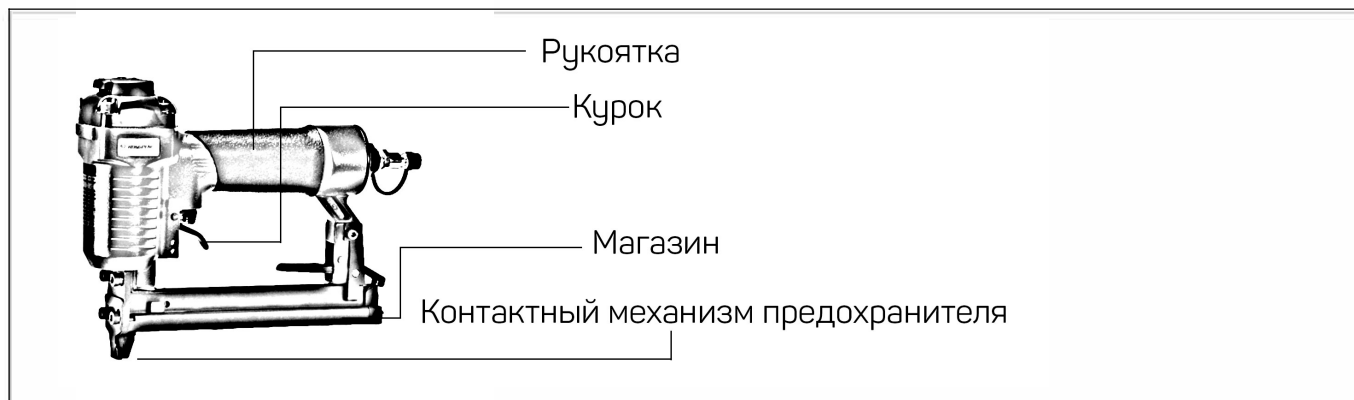 Рукоятка
Курок
Магазин
Контактный механизм предохранителя